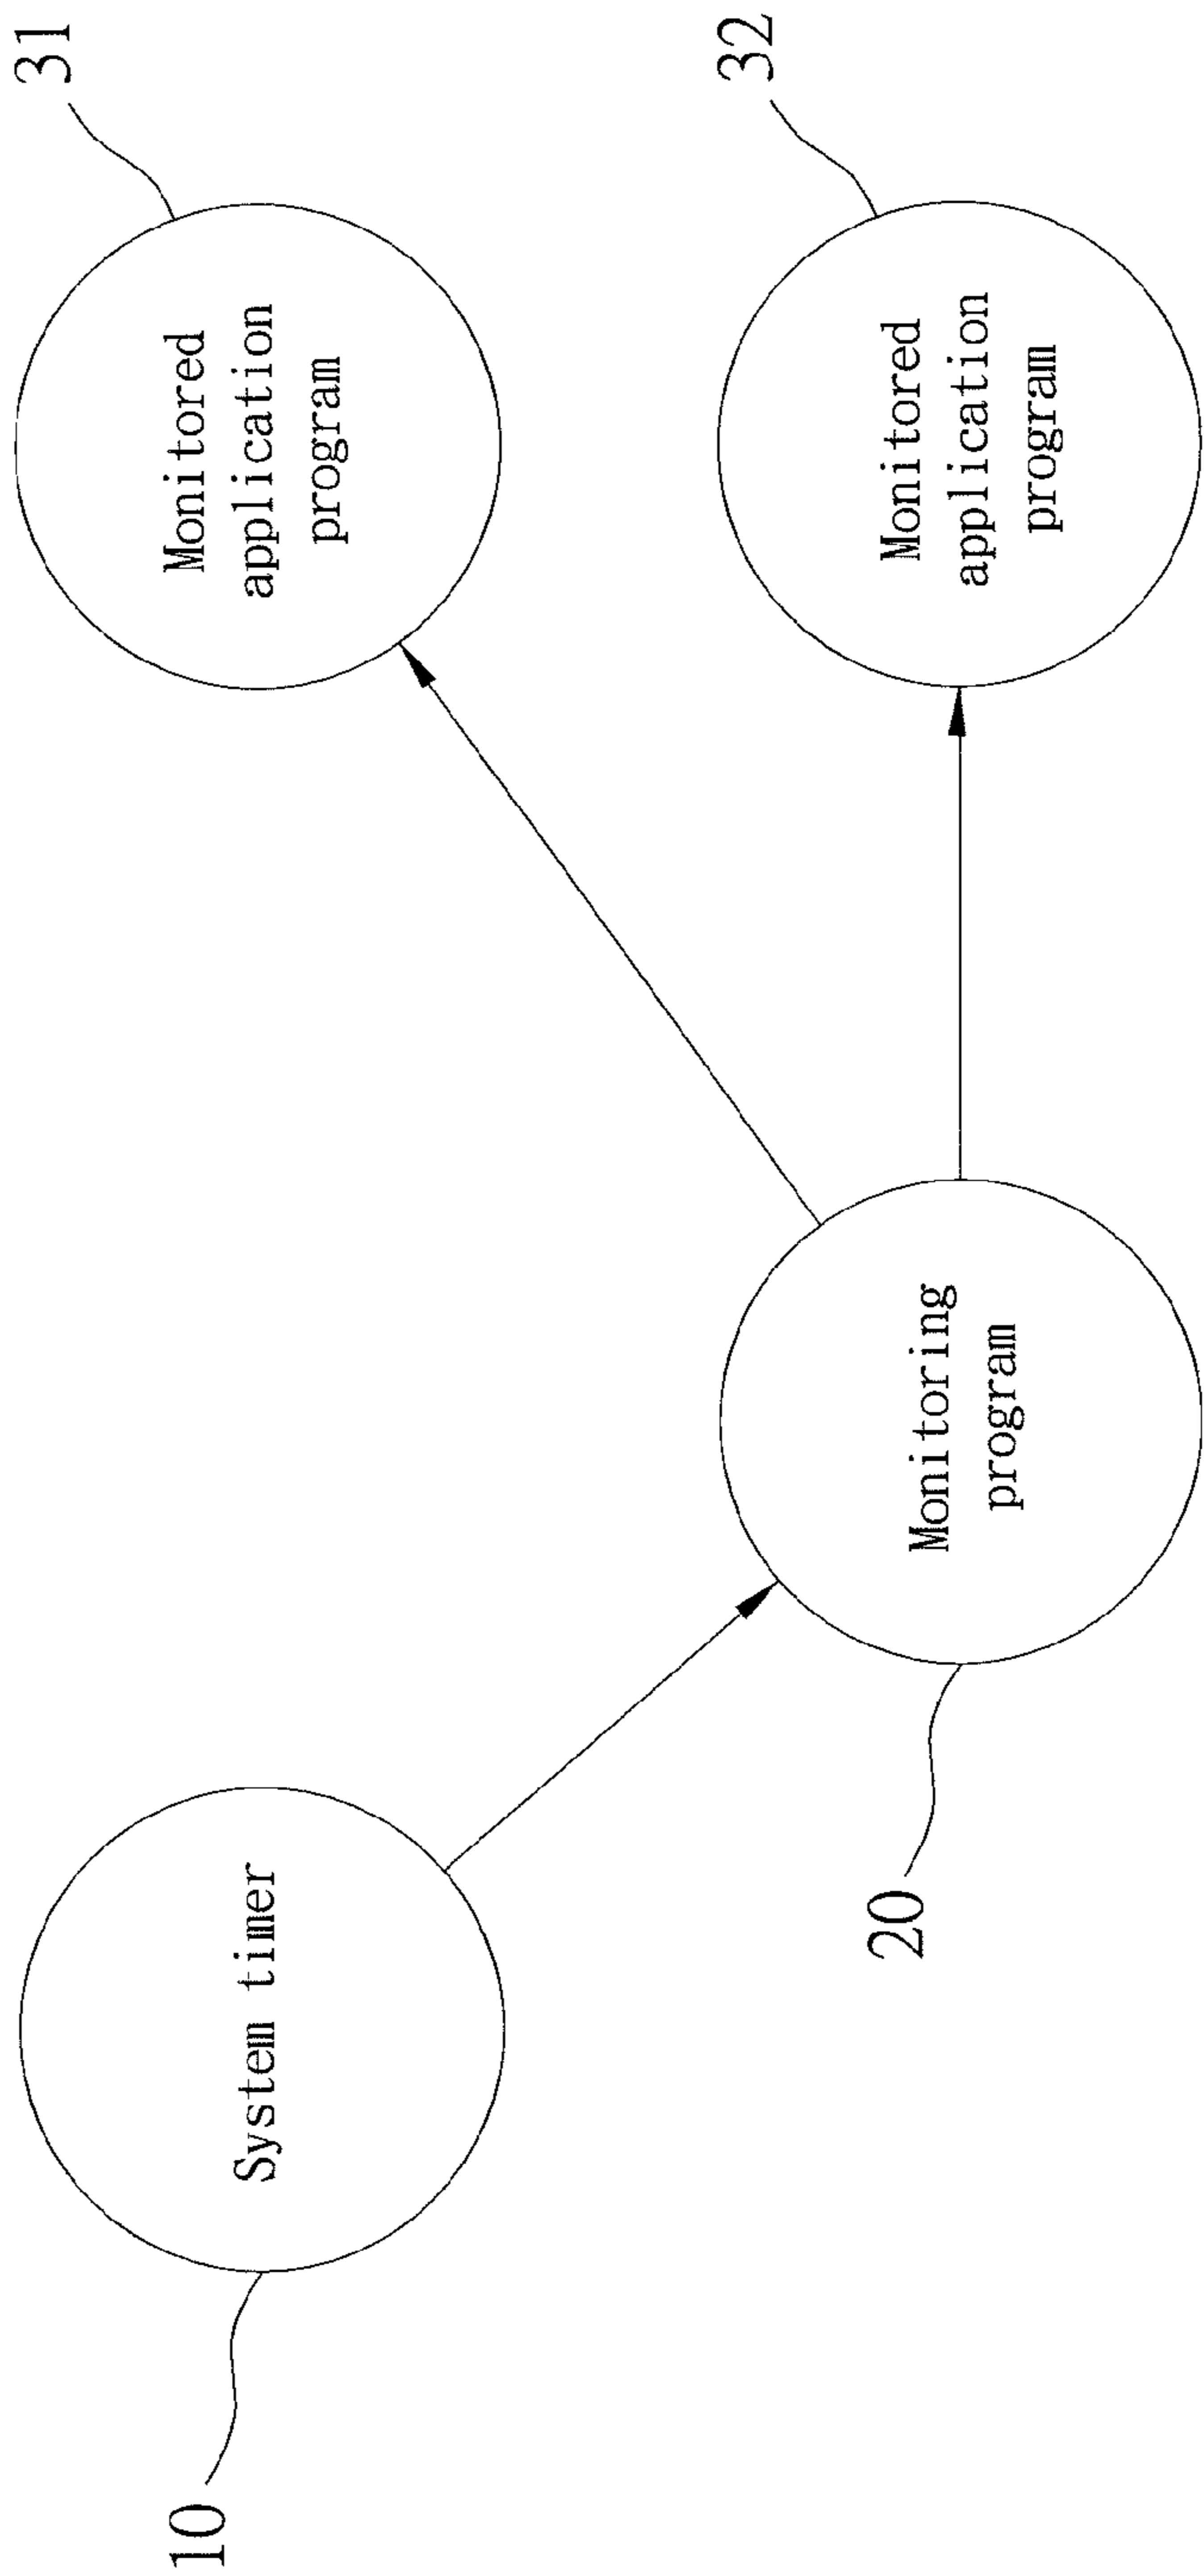 10
System timer
20
Monitoring
program
31
Monitored
application
program
32
Monitored
application
program